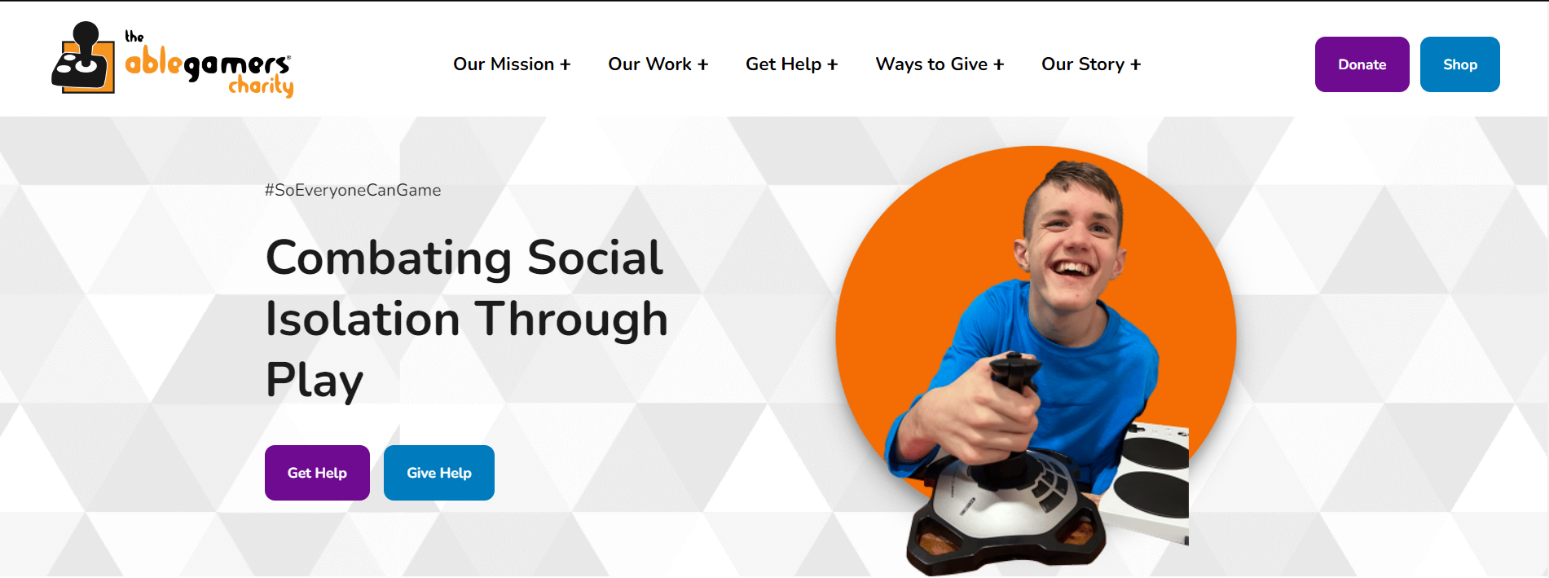 the
ablegamers®
charity
Our Mission +
Our Work +
Get Help +
Ways to Give +
Our Story +
Donate
Shop
#SoEveryoneCanGame
Combating Social
Isolation Through
Play
Get Help
Give Help